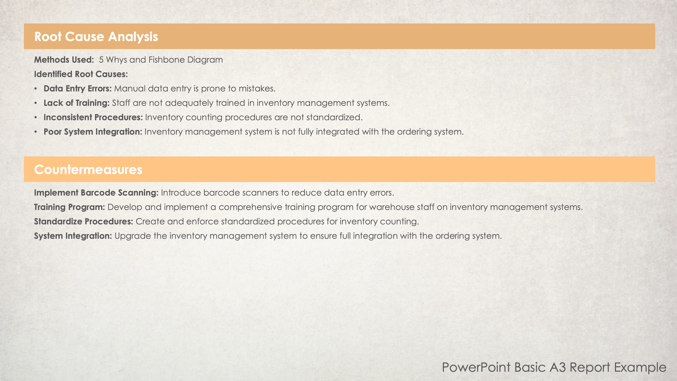 Root Cause Analysis
Methods Used: 5 Whys and Fishbone Diagram
Identified Root Causes:
• Data Entry Errors: Manual data entry is prone to mistakes.
• Lack of Training: Staff are not adequately trained in inventory management systems.
• Inconsistent Procedures: Inventory counting procedures are not standardized.
• Poor System Integration: Inventory management system is not fully integrated with the ordering system.
Countermeasures
Implement Barcode Scanning: Introduce barcode scanners to reduce data entry errors.
Training Program: Develop and implement a comprehensive training program for warehouse staff on inventory management systems.
Standardize Procedures: Create and enforce standardized procedures for inventory counting.
System Integration: Upgrade the inventory management system to ensure full integration with the ordering system.
PowerPoint Basic A3 Report Example